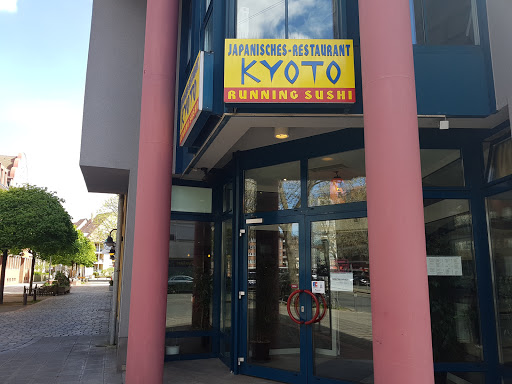 JAPANISCHES-RESTAURANT
KYOTO
RUNNING SUSHI